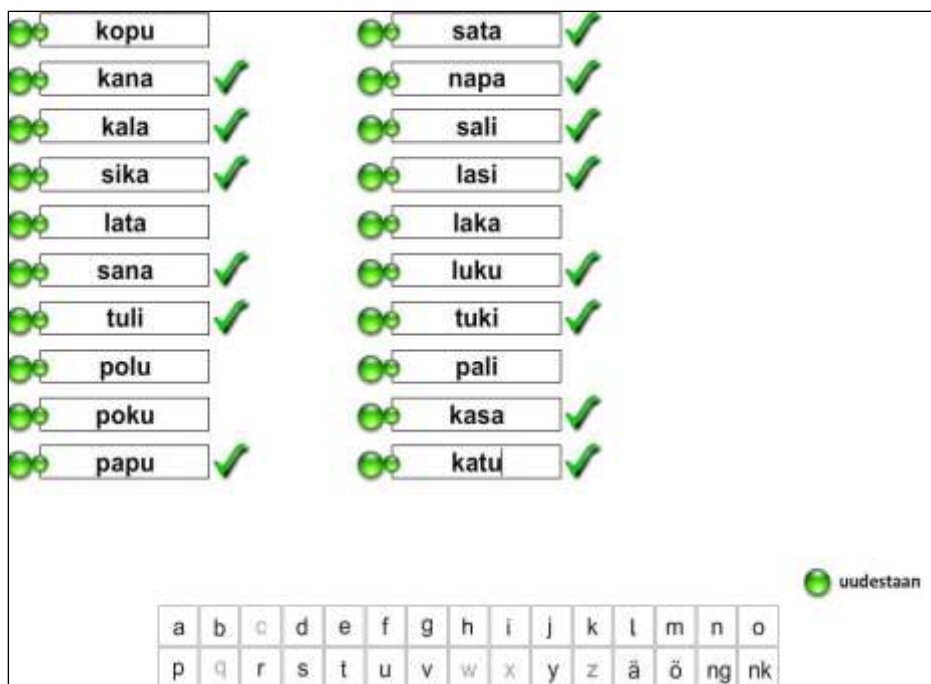 kopu
kana
kala
sika
lata
sana
tuli
polu
poku
papu
sata
napa
sali
lasi
laka
luku
tuki
pali
kasa
katu
uudestaan
a b c d e f g h i j k l m n o
p q r s t u v w x y z ä ö ng nk